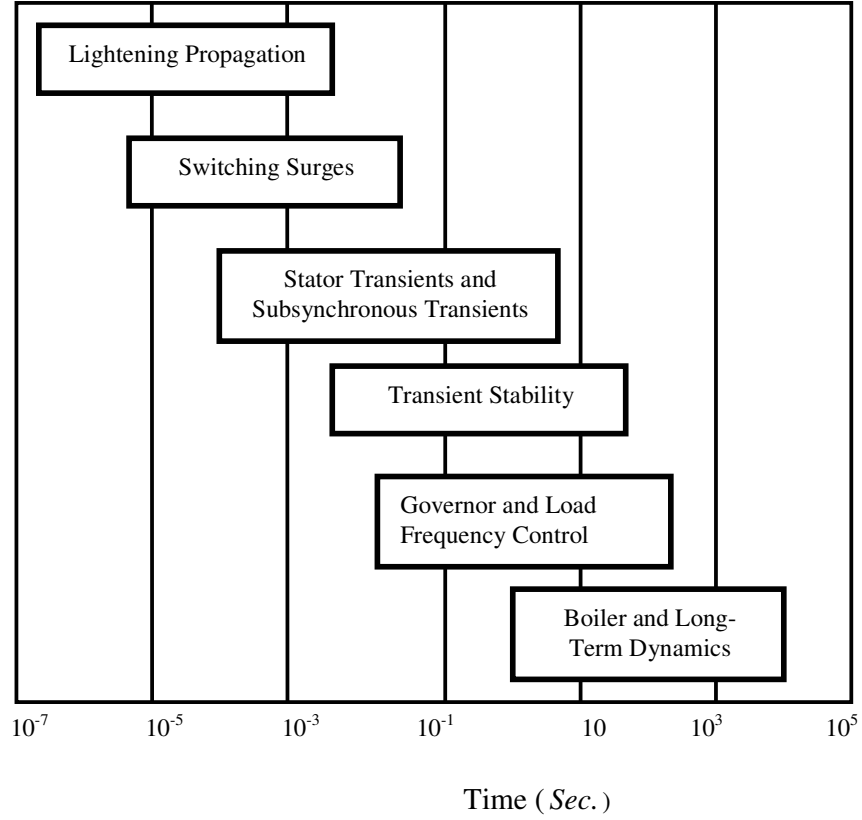 Lightening Propagation
Switching Surges
Stator Transients and
Subsynchronous Transients
Transient Stability
Governor and Load
Frequency Control
Boiler and Long-
Term Dynamics
10⁻⁷ 10⁻⁵ 10⁻³ 10⁻¹ 10 10³ 10⁵
Time (Sec.)